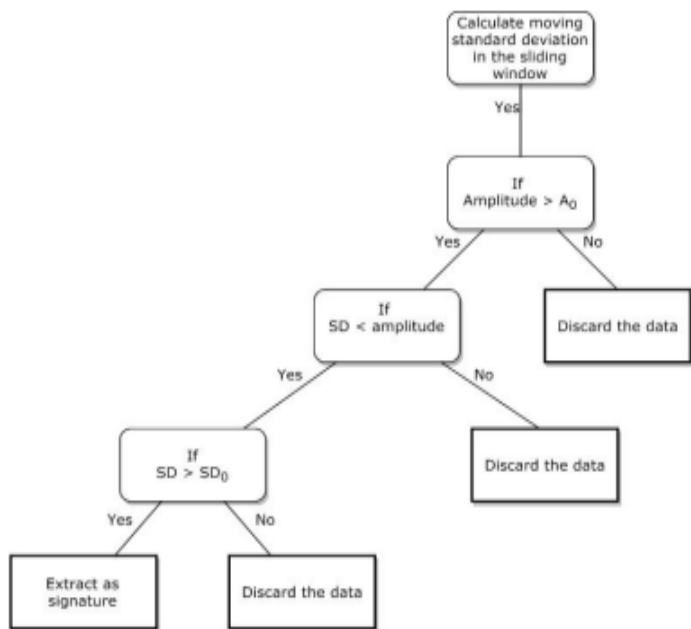 Calculate moving
standard deviation
in the sliding
window
Yes
If
Amplitude > A₀
Yes
No
If
SD < amplitude
Discard the data
Yes
No
If
SD > SD₀
Discard the data
Yes
No
Extract as
signature
Discard the data